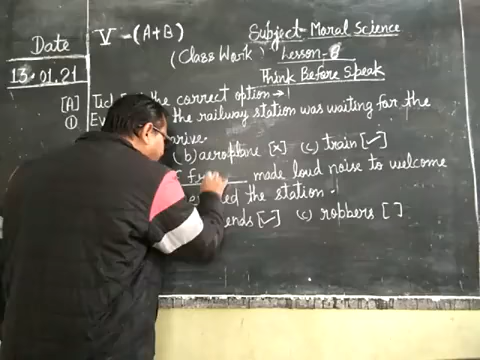 V - (A+B)
Subject- Moral Science
Date
(Class Work) Lesson-8
13.01.21
Think Before Speak
[A] Tick the correct option →
(1) the railway station was waiting for the
(b) aeroplane [×] (c) train [✓]
made loud noise to welcome
the station.
[✓] (c) robbers [ ]